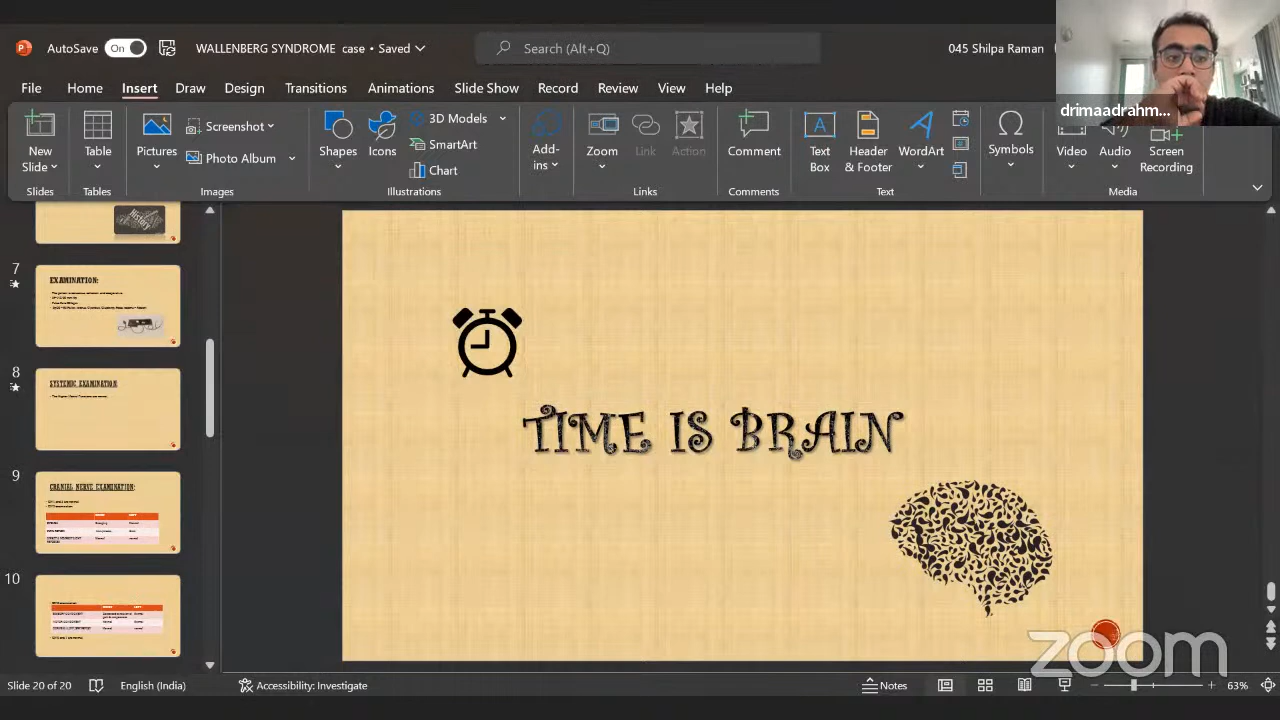 AutoSave On WALLENBERG SYNDROME case • Saved Search (Alt+Q) 045 Shilpa Raman
File Home Insert Draw Design Transitions Animations Slide Show Record Review View Help
drimaadrahm...
New Slide
Table
Pictures
Screenshot
Photo Album
Shapes
Icons
3D Models
SmartArt
Chart
Add-ins
Zoom
Link
Action
Comment
Text Box
Header & Footer
WordArt
Symbols
Video
Audio
Screen Recording
Slides Tables Images Illustrations Links Comments Text Media
History
7
EXAMINATION:
8
SYSTEMIC EXAMINATION
9
CRANIAL NERVE EXAMINATION:
10
TIME IS BRAIN
zoom
Slide 20 of 20 English (India) Accessibility: Investigate Notes 63%